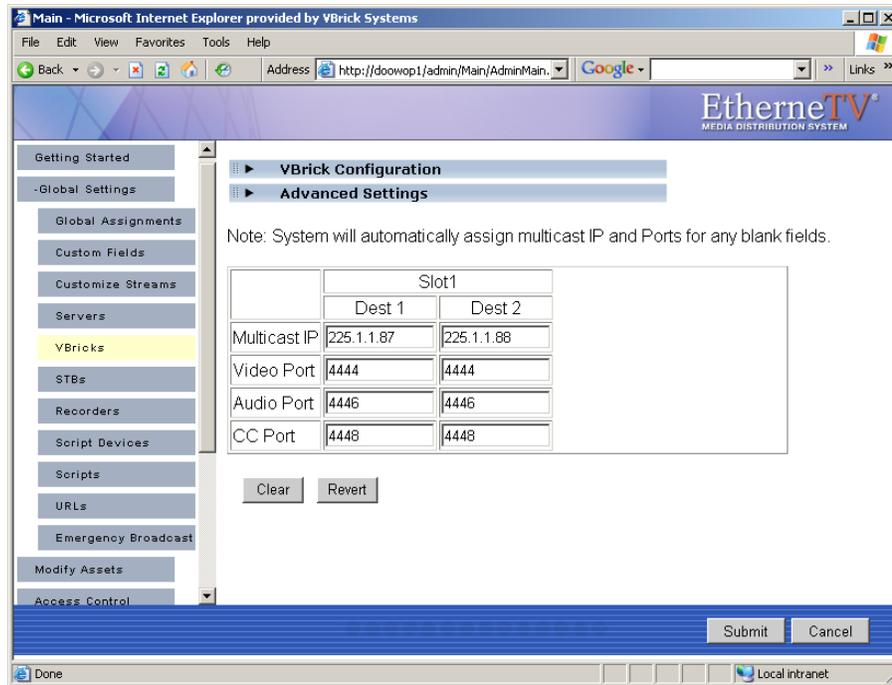 Main - Microsoft Internet Explorer provided by VBrick Systems
File Edit View Favorites Tools Help
Back Address http://doowop1/admin/Main/AdminMain. Google Links »
EtherneTV®
MEDIA DISTRIBUTION SYSTEM
Getting Started
-Global Settings
Global Assignments
Custom Fields
Customize Streams
Servers
VBricks
STBs
Recorders
Script Devices
Scripts
URLs
Emergency Broadcast
Modify Assets
Access Control
VBrick Configuration
Advanced Settings
Note: System will automatically assign multicast IP and Ports for any blank fields.
Slot1
Dest 1 Dest 2
Multicast IP 225.1.1.87 225.1.1.88
Video Port 4444 4444
Audio Port 4446 4446
CC Port 4448 4448
Clear Revert
Submit Cancel
Done Local intranet